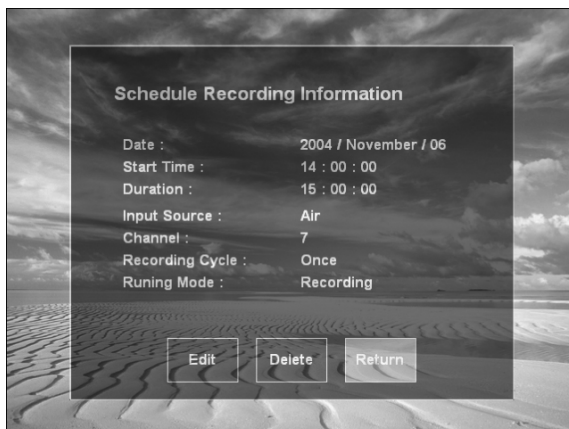 Schedule Recording Information
Date : 2004 / November / 06
Start Time : 14 : 00 : 00
Duration : 15 : 00 : 00
Input Source : Air
Channel : 7
Recording Cycle : Once
Runing Mode : Recording
Edit Delete Return